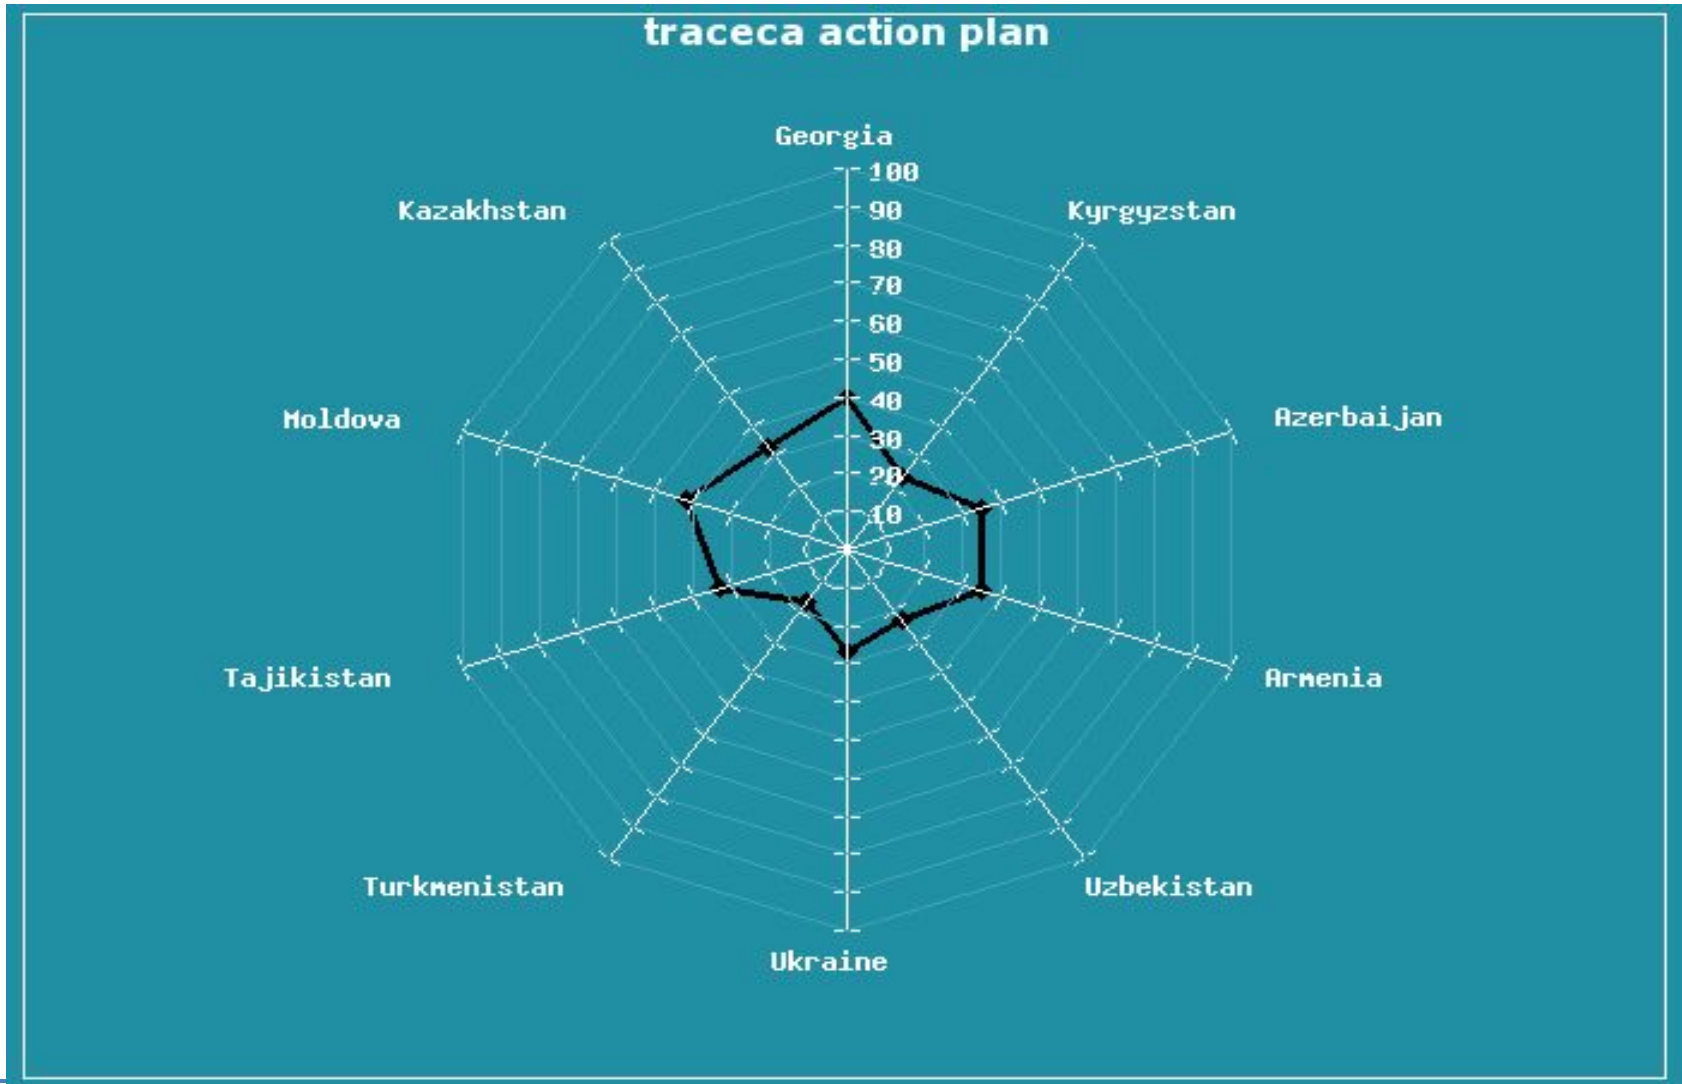 traceca action plan
Georgia
100
Kazakhstan
90
Kyrgyzstan
80
70
60
50
Moldova
40
Azerbaijan
30
20
10
Tajikistan
Armenia
Turkmenistan
Uzbekistan
Ukraine